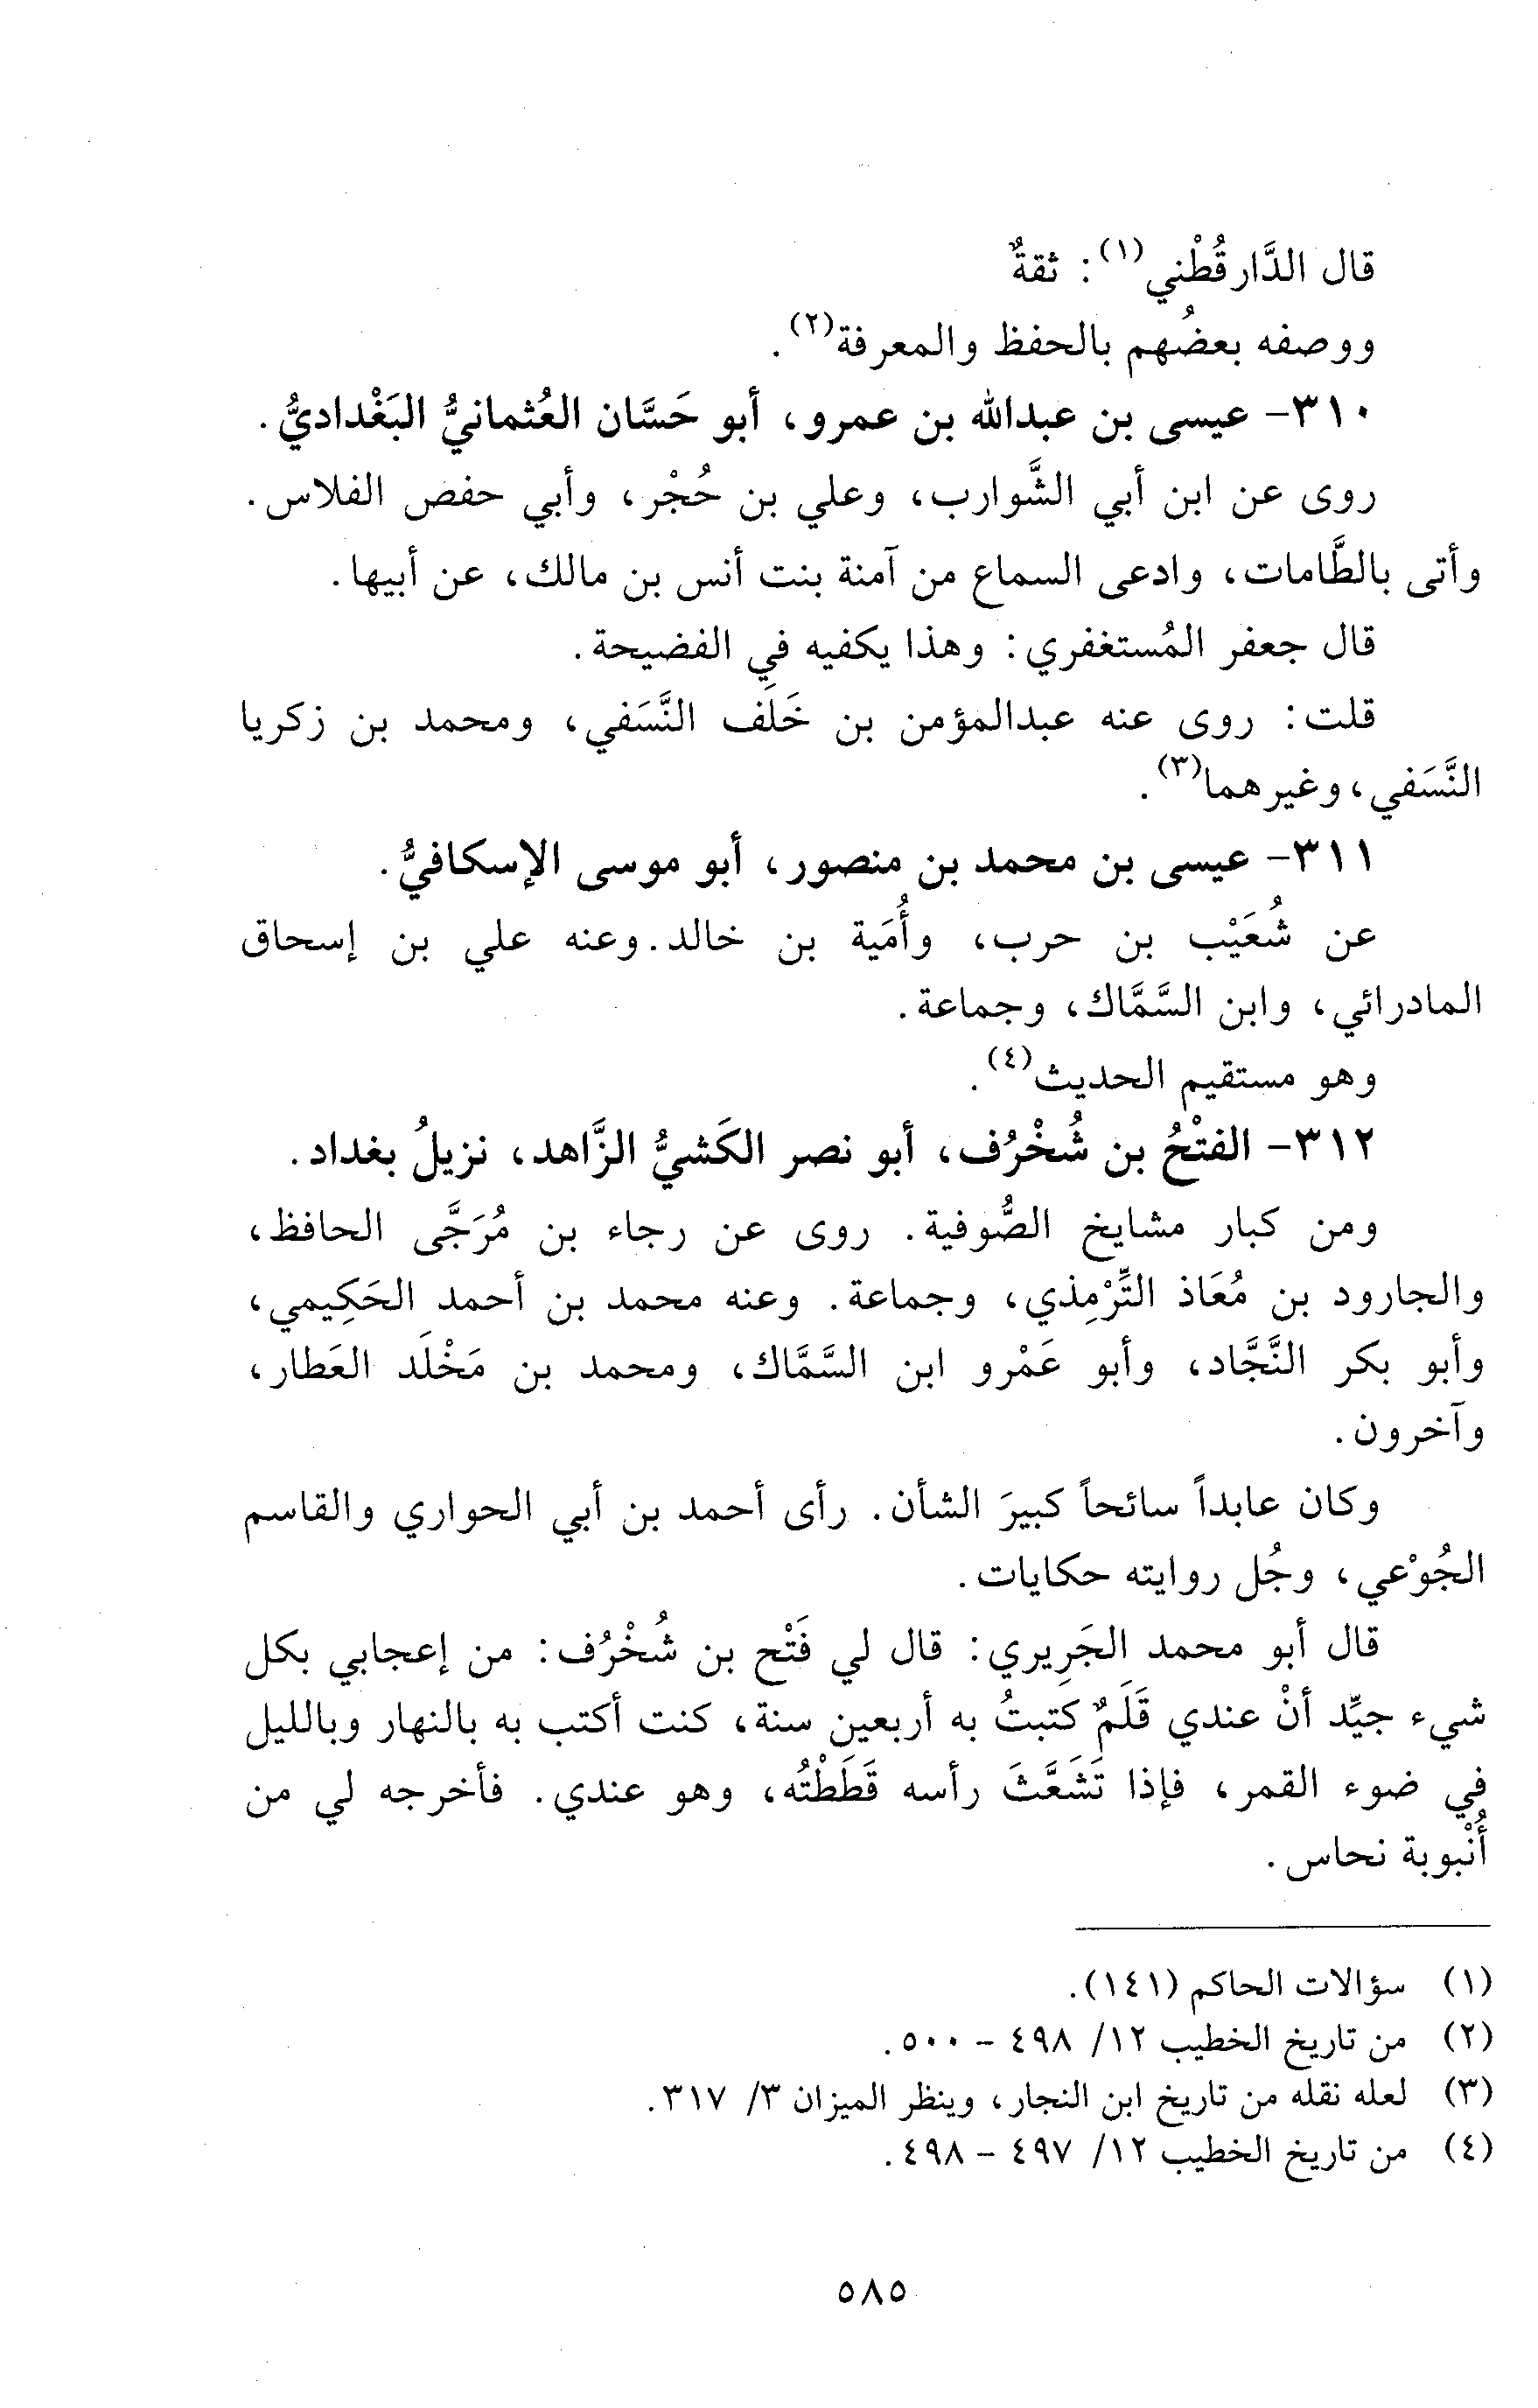 قال الدَّارقُطْني(١): ثقةٌ
ووصفه بعضُهم بالحفظ والمعرفة(٢).
٣١٠- عيسى بن عبدالله بن عمرو، أبو حَسَّان العُثمانيُّ البَغْداديُّ.
روى عن ابن أبي الشَّوارب، وعلي بن حُجْر، وأبي حفص الفلاس.
وأتى بالطَّامات، وادعى السماع من آمنة بنت أنس بن مالك، عن أبيها.
قال جعفر المُستغفري: وهذا يكفيه في الفضيحة.
قلت: روى عنه عبدالمؤمن بن خَلَف النَّسَفي، ومحمد بن زكريا
النَّسَفي، وغيرهما(٣).
٣١١- عيسى بن محمد بن منصور، أبو موسى الإسكافيُّ.
عن شُعَيْب بن حرب، وأُمَية بن خالد. وعنه علي بن إسحاق
المادرائي، وابن السَّمَّاك، وجماعة.
وهو مستقيم الحديث(٤).
٣١٢- الفتْحُ بن شُخْرُف، أبو نصر الكَشيُّ الزَّاهد، نزيلُ بغداد.
ومن كبار مشايخ الصُّوفية. روى عن رجاء بن مُرَجَّى الحافظ،
والجارود بن مُعَاذ التِّرْمِذي، وجماعة. وعنه محمد بن أحمد الحَكِيمي،
وأبو بكر النَّجَّاد، وأبو عَمْرو ابن السَّمَّاك، ومحمد بن مَخْلَد العَطار،
وآخرون.
وكان عابداً سائحاً كبيرَ الشأن. رأى أحمد بن أبي الحواري والقاسم
الجُوْعي، وجُل روايته حكايات.
قال أبو محمد الجَرِيري: قال لي فَتْح بن شُخْرُف: من إعجابي بكل
شيء جيِّد أنْ عندي قَلَمٌ كتبتُ به أربعين سنة، كنت أكتب به بالنهار وبالليل
في ضوء القمر، فإذا تَشَعَّثَ رأسه قَطَطْتُه، وهو عندي. فأخرجه لي من
أُنْبوبة نحاس.
(١) سؤالات الحاكم (١٤١).
(٢) من تاريخ الخطيب ١٢/ ٤٩٨ - ٥٠٠.
(٣) لعله نقله من تاريخ ابن النجار، وينظر الميزان ٣/ ٣١٧.
(٤) من تاريخ الخطيب ١٢/ ٤٩٧ - ٤٩٨.
٥٨٥